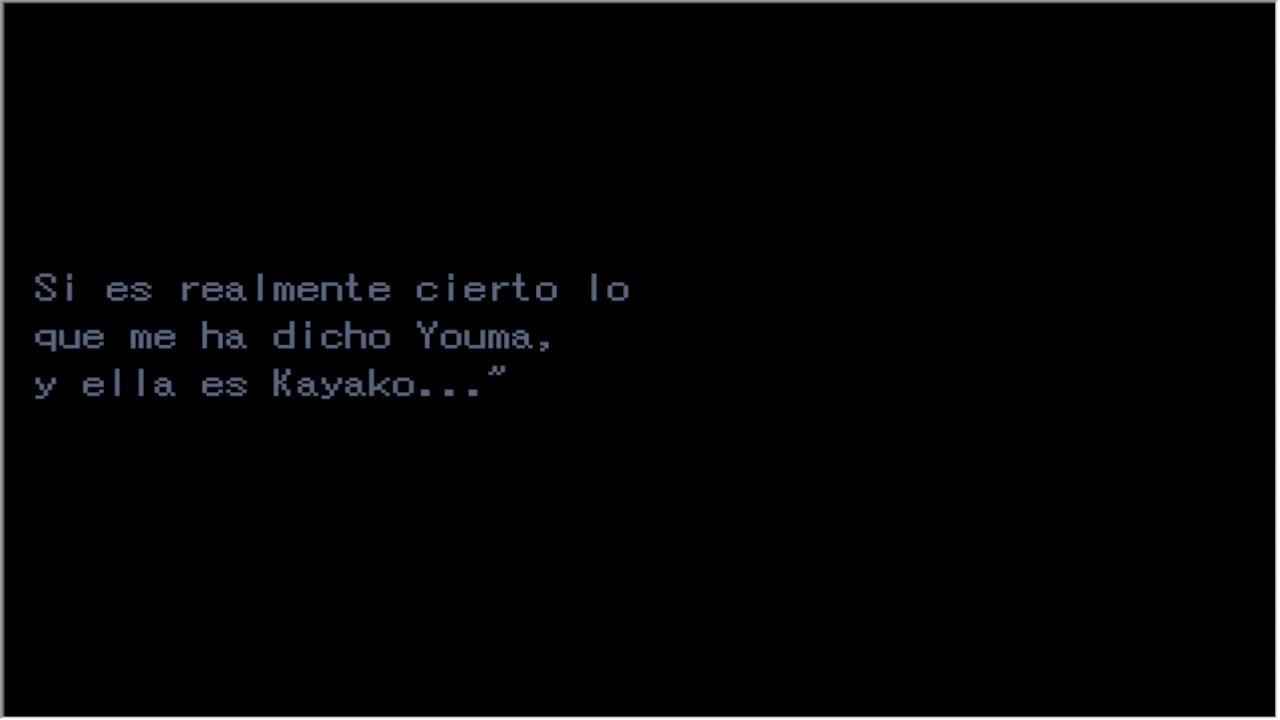 Si es realmente cierto lo
que me ha dicho Youma,
y ella es Kayako..."